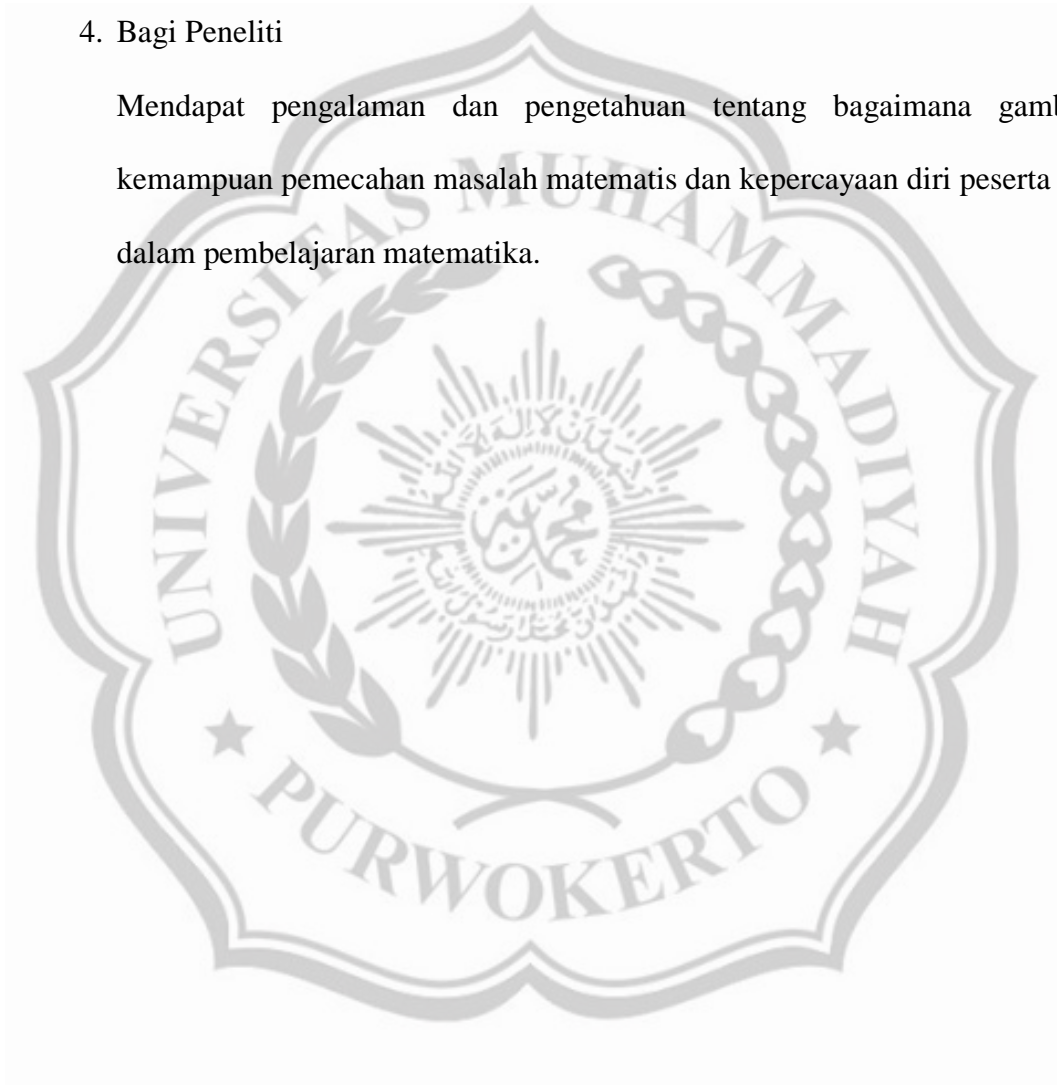 4. Bagi Peneliti
Mendapat pengalaman dan pengetahuan tentang bagaimana
kemampuan pemecahan masalah matematis dan kepercayaan diri peserta
dalam pembelajaran matematika.
UNIVERSITAS MUHAMMADIYAH
★ PURWOKERTO ★